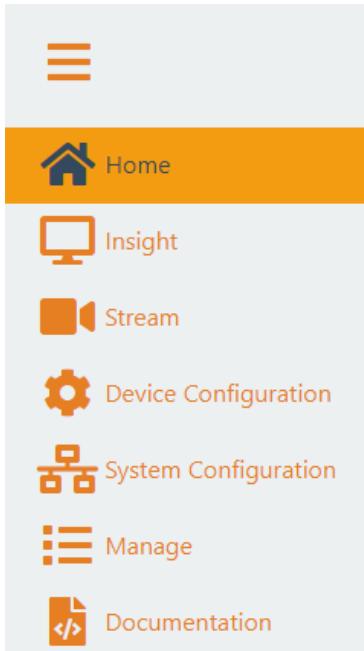 Home
Insight
Stream
Device Configuration
System Configuration
Manage
Documentation